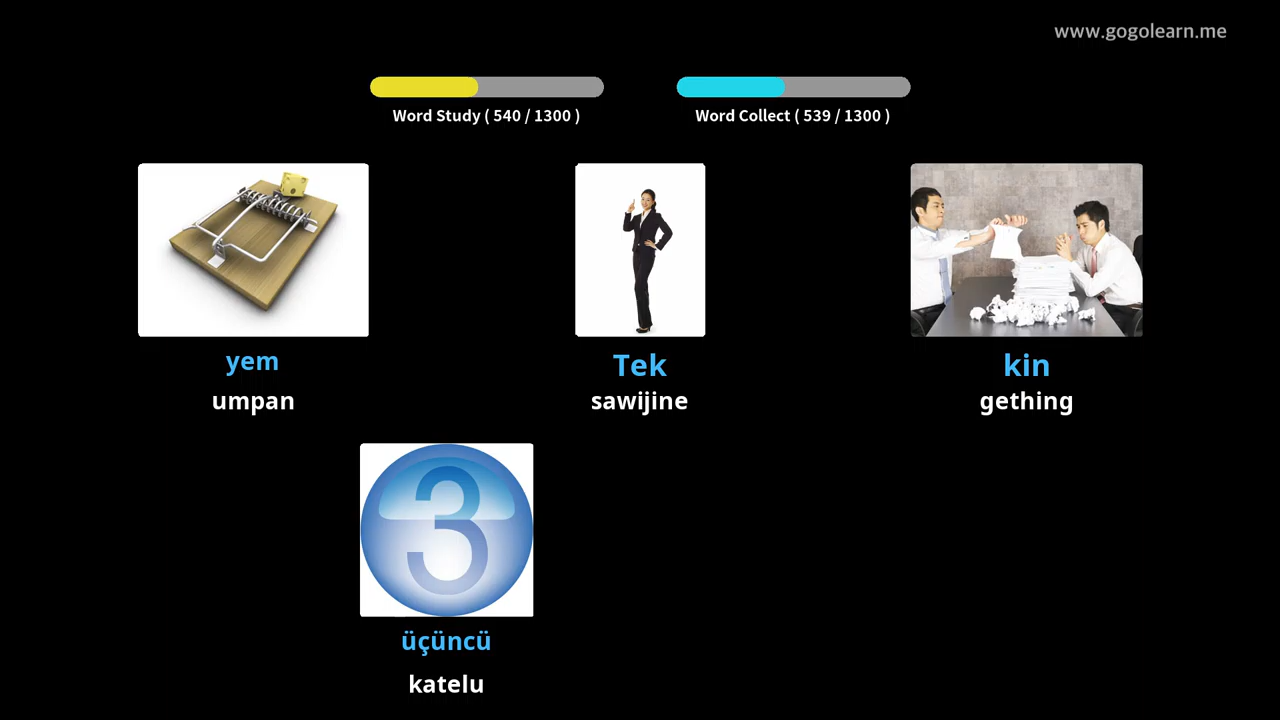 www.gogolearn.me
Word Study ( 540 / 1300 )
Word Collect ( 539 / 1300 )
yem
Tek
kin
umpan
sawijine
gething
3
üçüncü
katelu